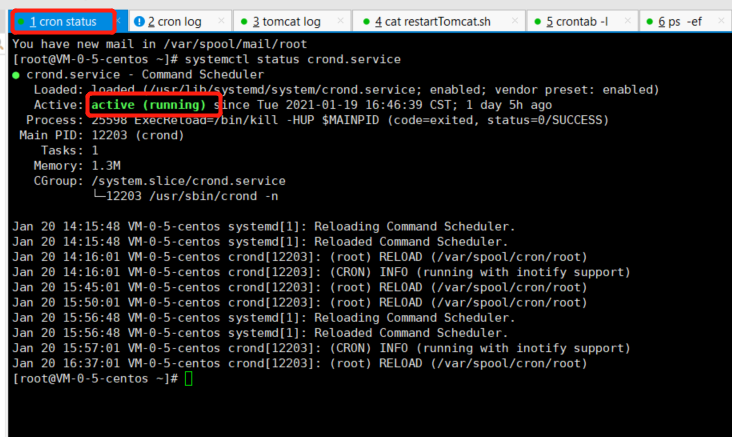 1 cron status
2 cron log
3 tomcat log
4 cat restartTomcat.sh
5 crontab -l
6 ps -ef
You have new mail in /var/spool/mail/root
[root@VM-0-5-centos ~]# systemctl status crond.service
● crond.service - Command Scheduler
Loaded: loaded (/usr/lib/systemd/system/crond.service; enabled; vendor preset: enabled)
Active: active (running) since Tue 2021-01-19 16:46:39 CST; 1 day 5h ago
Process: 25598 ExecReload=/bin/kill -HUP $MAINPID (code=exited, status=0/SUCCESS)
Main PID: 12203 (crond)
Tasks: 1
Memory: 1.3M
CGroup: /system.slice/crond.service
└─12203 /usr/sbin/crond -n
Jan 20 14:15:48 VM-0-5-centos systemd[1]: Reloading Command Scheduler.
Jan 20 14:15:48 VM-0-5-centos systemd[1]: Reloaded Command Scheduler.
Jan 20 14:16:01 VM-0-5-centos crond[12203]: (root) RELOAD (/var/spool/cron/root)
Jan 20 14:16:01 VM-0-5-centos crond[12203]: (CRON) INFO (running with inotify support)
Jan 20 15:45:01 VM-0-5-centos crond[12203]: (root) RELOAD (/var/spool/cron/root)
Jan 20 15:50:01 VM-0-5-centos crond[12203]: (root) RELOAD (/var/spool/cron/root)
Jan 20 15:56:48 VM-0-5-centos systemd[1]: Reloading Command Scheduler.
Jan 20 15:56:48 VM-0-5-centos systemd[1]: Reloaded Command Scheduler.
Jan 20 15:57:01 VM-0-5-centos crond[12203]: (CRON) INFO (running with inotify support)
Jan 20 16:37:01 VM-0-5-centos crond[12203]: (root) RELOAD (/var/spool/cron/root)
[root@VM-0-5-centos ~]#